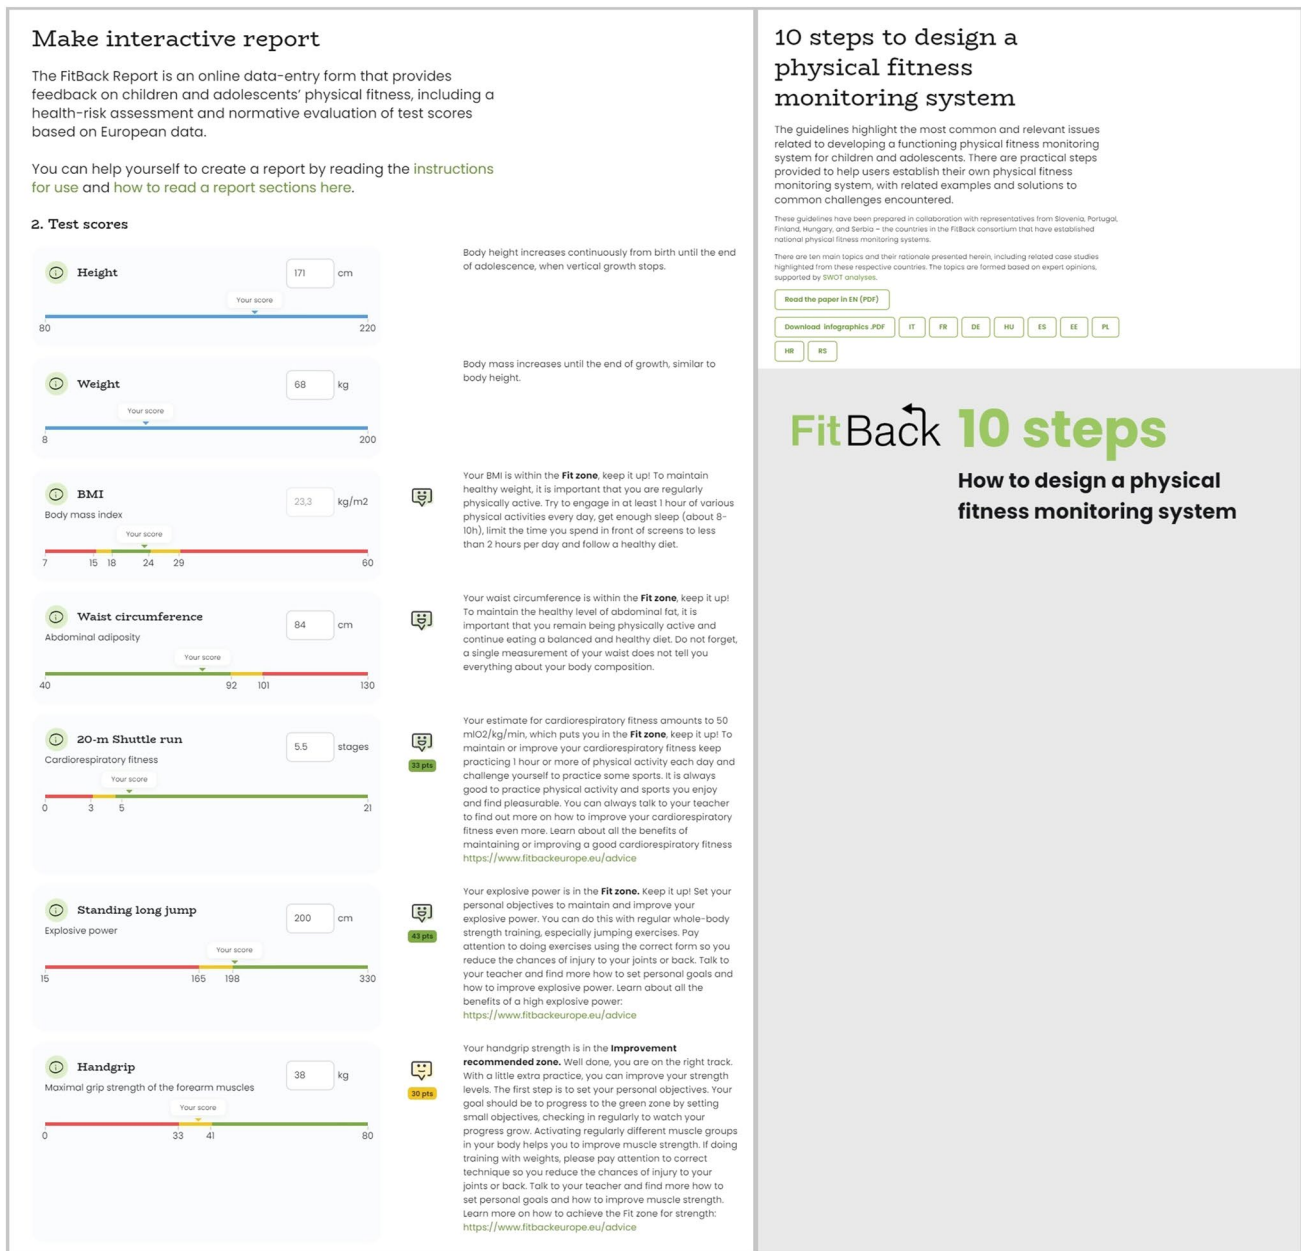 Make interactive report
The FitBack Report is an online data-entry form that provides
feedback on children and adolescents’ physical fitness, including a
health-risk assessment and normative evaluation of test scores
based on European data.
You can help yourself to create a report by reading the instructions
for use and how to read a report sections here.
2. Test scores
Height
171 cm
Your score
80 220
Body height increases continuously from birth until the end
of adolescence, when vertical growth stops.
Weight
68 kg
Your score
8 200
Body mass increases until the end of growth, similar to
body height.
BMI
Body mass index
23,3 kg/m2
Your score
7 15 18 24 29 60
Your BMI is within the Fit zone, keep it up! To maintain
healthy weight, it is important that you are regularly
physically active. Try to engage in at least 1 hour of various
physical activities every day, get enough sleep (about 8-
10h), limit the time you spend in front of screens to less
than 2 hours per day and follow a healthy diet.
Waist circumference
Abdominal adiposity
84 cm
Your score
40 92 101 130
Your waist circumference is within the Fit zone, keep it up!
To maintain the healthy level of abdominal fat, it is
important that you remain being physically active and
continue eating a balanced and healthy diet. Do not forget,
a single measurement of your waist does not tell you
everything about your body composition.
20-m Shuttle run
Cardiorespiratory fitness
5.5 stages
Your score
0 3 5 21
33 pts
Your estimate for cardiorespiratory fitness amounts to 50
mlO2/kg/min, which puts you in the Fit zone, keep it up! To
maintain or improve your cardiorespiratory fitness keep
practicing 1 hour or more of physical activity each day and
challenge yourself to practice some sports. It is always
good to practice physical activity and sports you enjoy
and find pleasurable. You can always talk to your teacher
to find out more on how to improve your cardiorespiratory
fitness even more. Learn about all the benefits of
maintaining or improving a good cardiorespiratory fitness
https://www.fitbackeurope.eu/advice
Standing long jump
Explosive power
200 cm
Your score
15 165 198 330
43 pts
Your explosive power is in the Fit zone. Keep it up! Set your
personal objectives to maintain and improve your
explosive power. You can do this with regular whole-body
strength training, especially jumping exercises. Pay
attention to doing exercises using the correct form so you
reduce the chances of injury to your joints or back. Talk to
your teacher and find more how to set personal goals and
how to improve explosive power. Learn about all the
benefits of a high explosive power:
https://www.fitbackeurope.eu/advice
Handgrip
Maximal grip strength of the forearm muscles
38 kg
Your score
0 33 41 80
30 pts
Your handgrip strength is in the Improvement
recommended zone. Well done, you are on the right track.
With a little extra practice, you can improve your strength
levels. The first step is to set your personal objectives. Your
goal should be to progress to the green zone by setting
small objectives, checking in regularly to watch your
progress grow. Activating regularly different muscle groups
in your body helps you to improve muscle strength. If doing
training with weights, please pay attention to correct
technique so you reduce the chances of injury to your
joints or back. Talk to your teacher and find more how to
set personal goals and how to improve muscle strength.
Learn more on how to achieve the Fit zone for strength:
https://www.fitbackeurope.eu/advice
10 steps to design a
physical fitness
monitoring system
The guidelines highlight the most common and relevant issues
related to developing a functioning physical fitness monitoring
system for children and adolescents. There are practical steps
provided to help users establish their own physical fitness
monitoring system, with related examples and solutions to
common challenges encountered.
These guidelines have been prepared in collaboration with representatives from Slovenia, Portugal,
Finland, Hungary, and Serbia – the countries in the FitBack consortium that have established
national physical fitness monitoring systems.
There are ten main topics and their rationale presented herein, including related case studies
highlighted from these respective countries. The topics are formed based on expert opinions,
supported by SWOT analyses.
Read the paper in EN (PDF)
Download infographics .PDF IT FR DE HU ES EE PL
HR RS
FitBack 10 steps
How to design a physical
fitness monitoring system